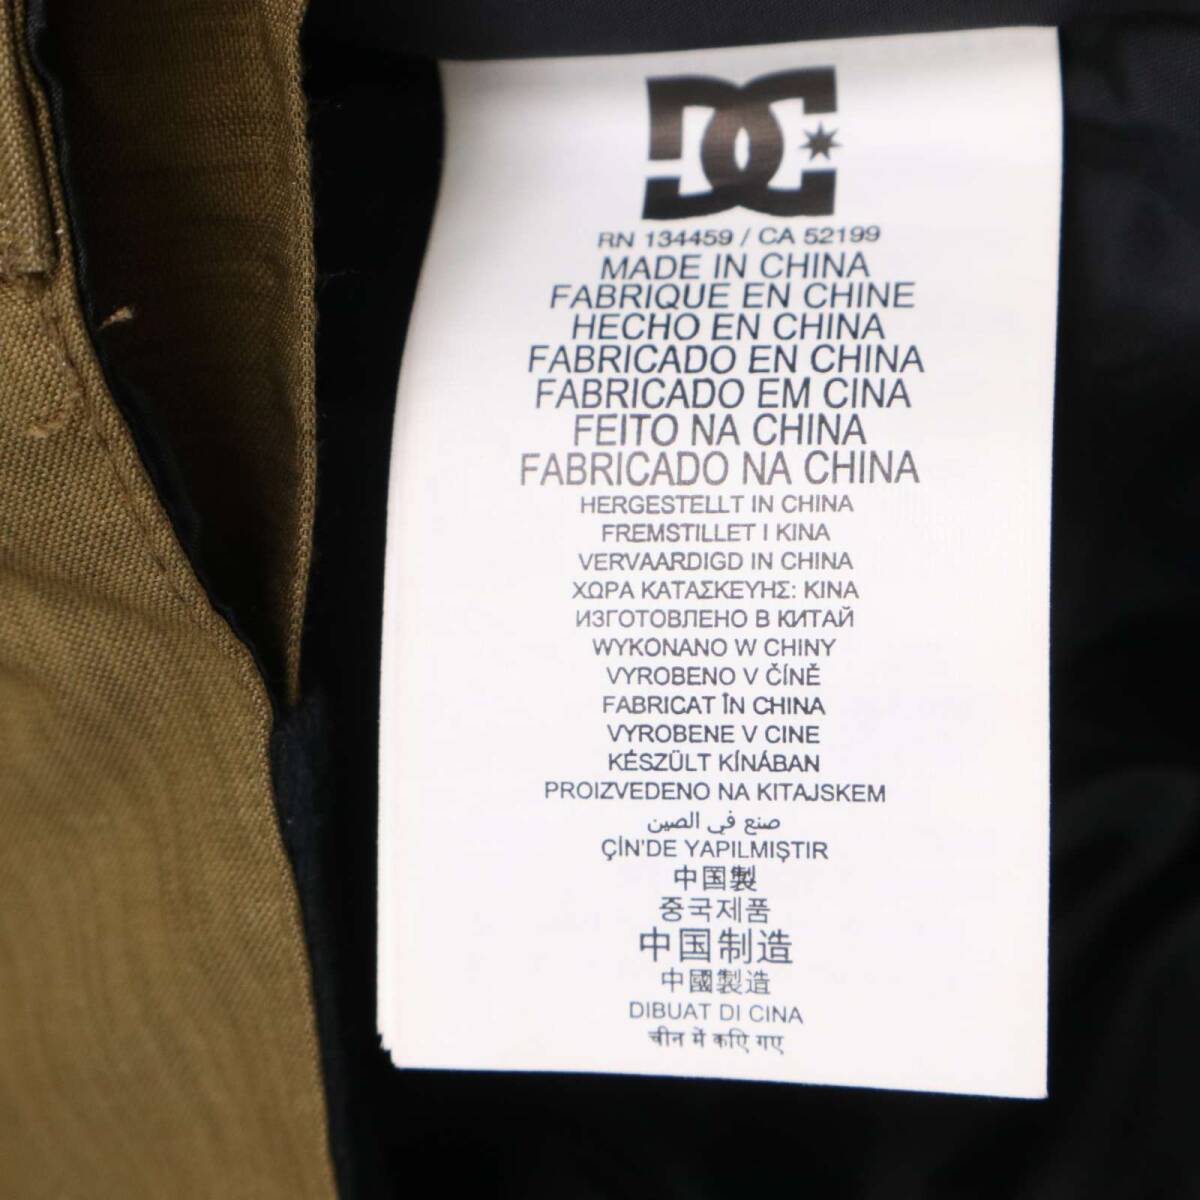 DC
RN 134459 / CA 52199
MADE IN CHINA
FABRIQUE EN CHINE
HECHO EN CHINA
FABRICADO EN CHINA
FABRICADO EM CINA
FEITO NA CHINA
FABRICADO NA CHINA
HERGESTELLT IN CHINA
FREMSTILLET I KINA
VERVAARDIGD IN CHINA
ΧΩΡΑ ΚΑΤΑΣΚΕΥΗΣ: ΚΙΝΑ
ИЗГОТОВЛЕНО В КИТАЙ
WYKONANO W CHINY
VYROBENO V ČÍNĚ
FABRICAT ÎN CHINA
VYROBENE V CINE
KÉSZÜLT KÍNÁBAN
PROIZVEDENO NA KITAJSKEM
صنع في الصين
ÇİN'DE YAPILMIŞTIR
中国製
중국제품
中国制造
中國製造
DIBUAT DI CINA
चीन में कएि गए